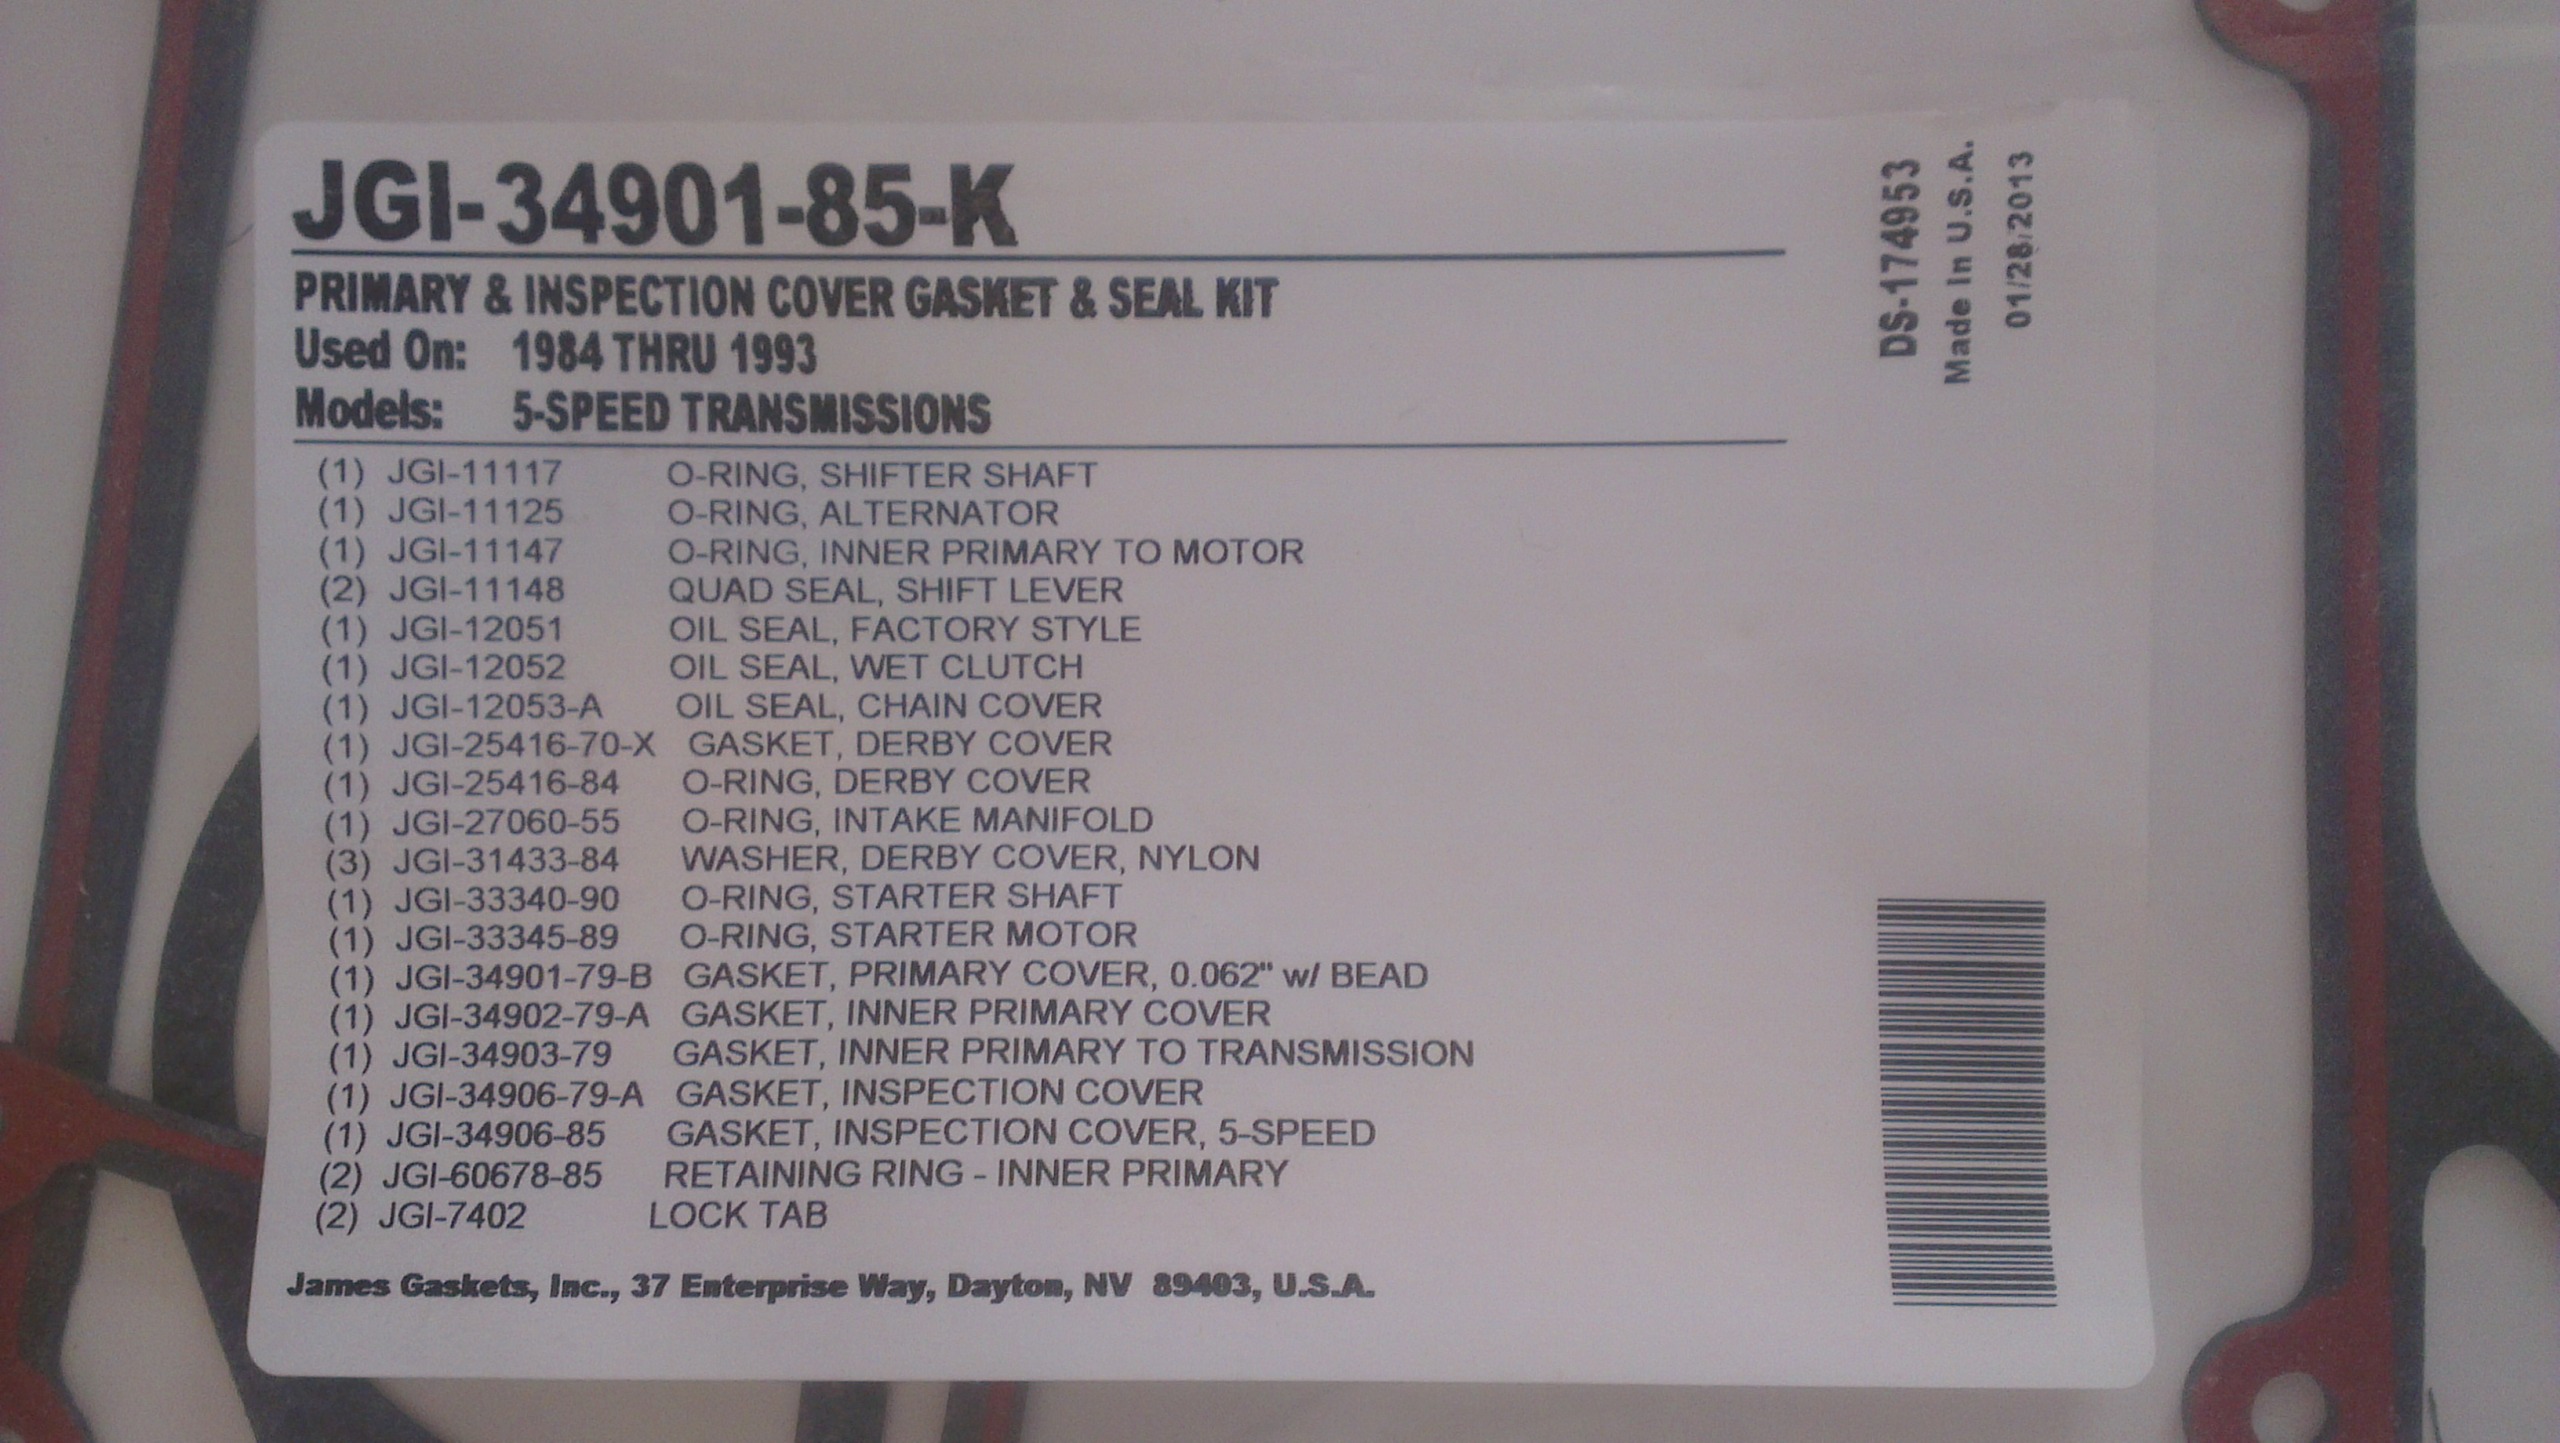 JGI-34901-85-K
PRIMARY & INSPECTION COVER GASKET & SEAL KIT
Used On: 1984 THRU 1993
Models: 5-SPEED TRANSMISSIONS
(1) JGI-11117 O-RING, SHIFTER SHAFT
(1) JGI-11125 O-RING, ALTERNATOR
(1) JGI-11147 O-RING, INNER PRIMARY TO MOTOR
(2) JGI-11148 QUAD SEAL, SHIFT LEVER
(1) JGI-12051 OIL SEAL, FACTORY STYLE
(1) JGI-12052 OIL SEAL, WET CLUTCH
(1) JGI-12053-A OIL SEAL, CHAIN COVER
(1) JGI-25416-70-X GASKET, DERBY COVER
(1) JGI-25416-84 O-RING, DERBY COVER
(1) JGI-27060-55 O-RING, INTAKE MANIFOLD
(3) JGI-31433-84 WASHER, DERBY COVER, NYLON
(1) JGI-33340-90 O-RING, STARTER SHAFT
(1) JGI-33345-89 O-RING, STARTER MOTOR
(1) JGI-34901-79-B GASKET, PRIMARY COVER, 0.062" w/ BEAD
(1) JGI-34902-79-A GASKET, INNER PRIMARY COVER
(1) JGI-34903-79 GASKET, INNER PRIMARY TO TRANSMISSION
(1) JGI-34906-79-A GASKET, INSPECTION COVER
(1) JGI-34906-85 GASKET, INSPECTION COVER, 5-SPEED
(2) JGI-60678-85 RETAINING RING - INNER PRIMARY
(2) JGI-7402 LOCK TAB
James Gaskets, Inc., 37 Enterprise Way, Dayton, NV 89403, U.S.A.
DS-174953
Made In U.S.A.
01/28/2013